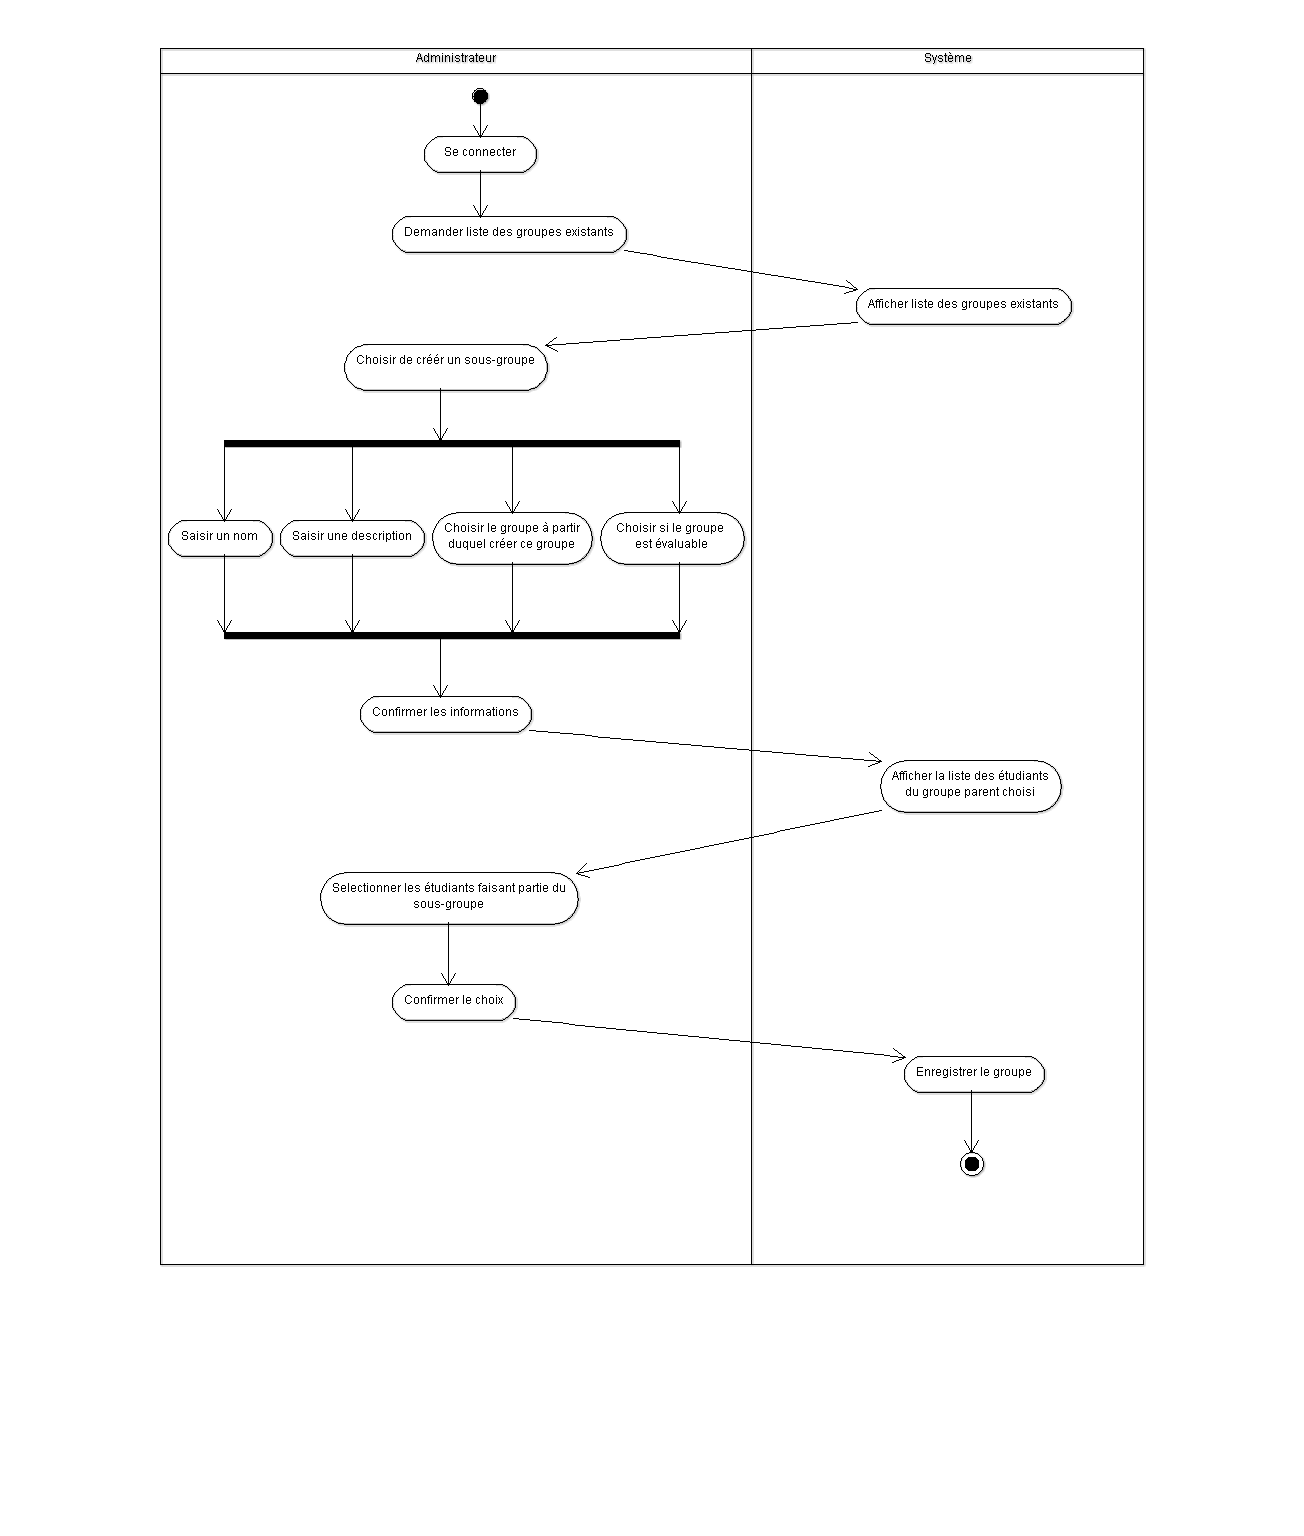 Administrateur
Système
Se connecter
Demander liste des groupes existants
Afficher liste des groupes existants
Choisir de créér un sous-groupe
Saisir un nom
Saisir une description
Choisir le groupe à partir
duquel créer ce groupe
Choisir si le groupe
est évaluable
Confirmer les informations
Afficher la liste des étudiants
du groupe parent choisi
Selectionner les étudiants faisant partie du
sous-groupe
Confirmer le choix
Enregistrer le groupe